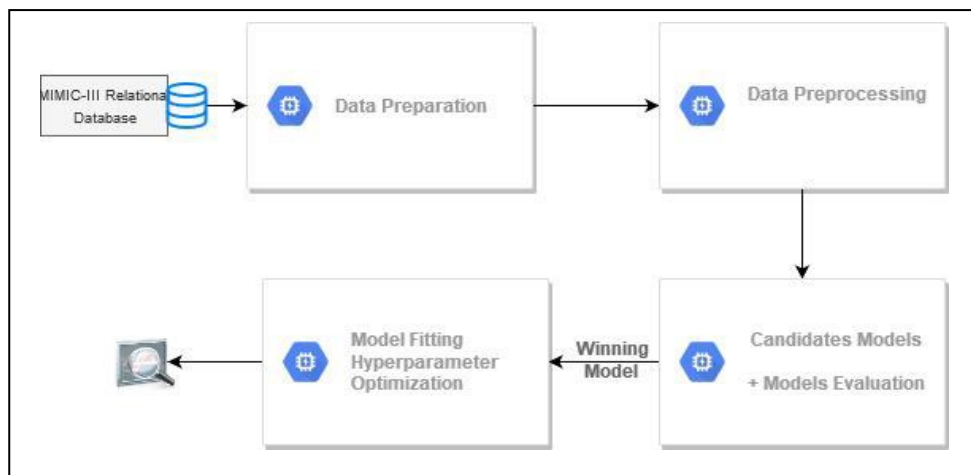 MIMIC-III Relationa
Database
Data Preparation
Data Preprocessing
Candidates Models
+ Models Evaluation
Winning
Model
Model Fitting
Hyperparameter
Optimization